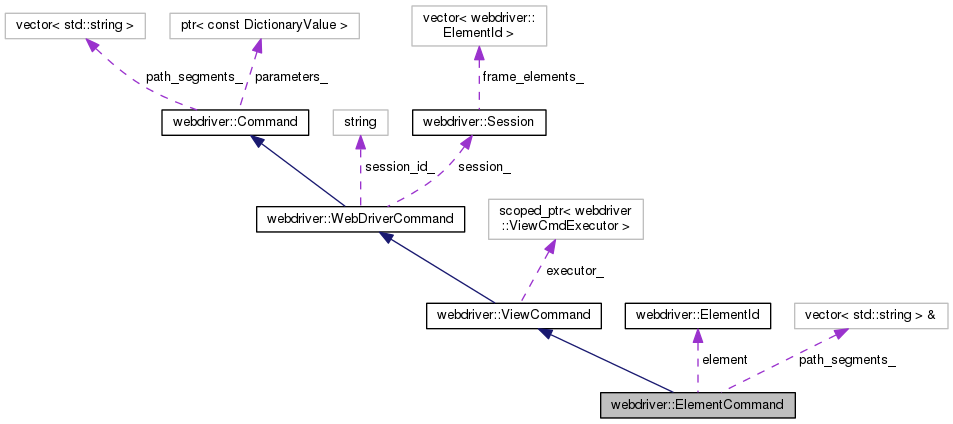 vector< std::string >
ptr< const DictionaryValue >
vector< webdriver::
ElementId >
path_segments_
parameters_
frame_elements_
webdriver::Command
string
webdriver::Session
session_id_
session_
webdriver::WebDriverCommand
scoped_ptr< webdriver
::ViewCmdExecutor >
executor_
webdriver::ViewCommand
webdriver::ElementId
vector< std::string > &
element
path_segments_
webdriver::ElementCommand